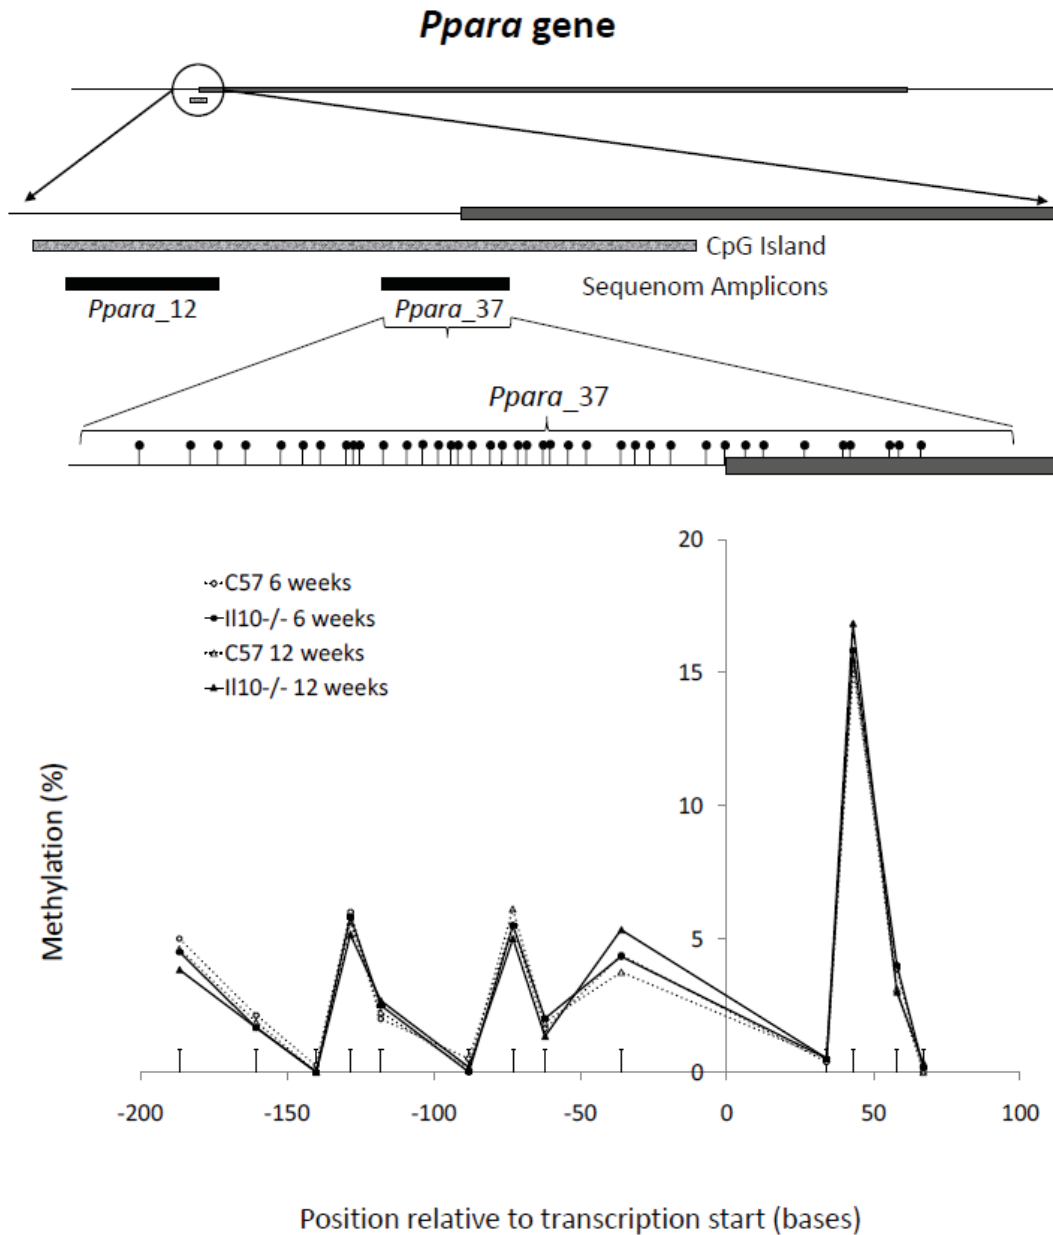 Ppara gene
CpG Island
Sequenom Amplicons
Ppara_12
Ppara_37
Ppara_37
C57 6 weeks
Il10-/- 6 weeks
C57 12 weeks
Il10-/- 12 weeks
Methylation (%)
20
15
10
5
0
-200 -150 -100 -50 0 50 100
Position relative to transcription start (bases)